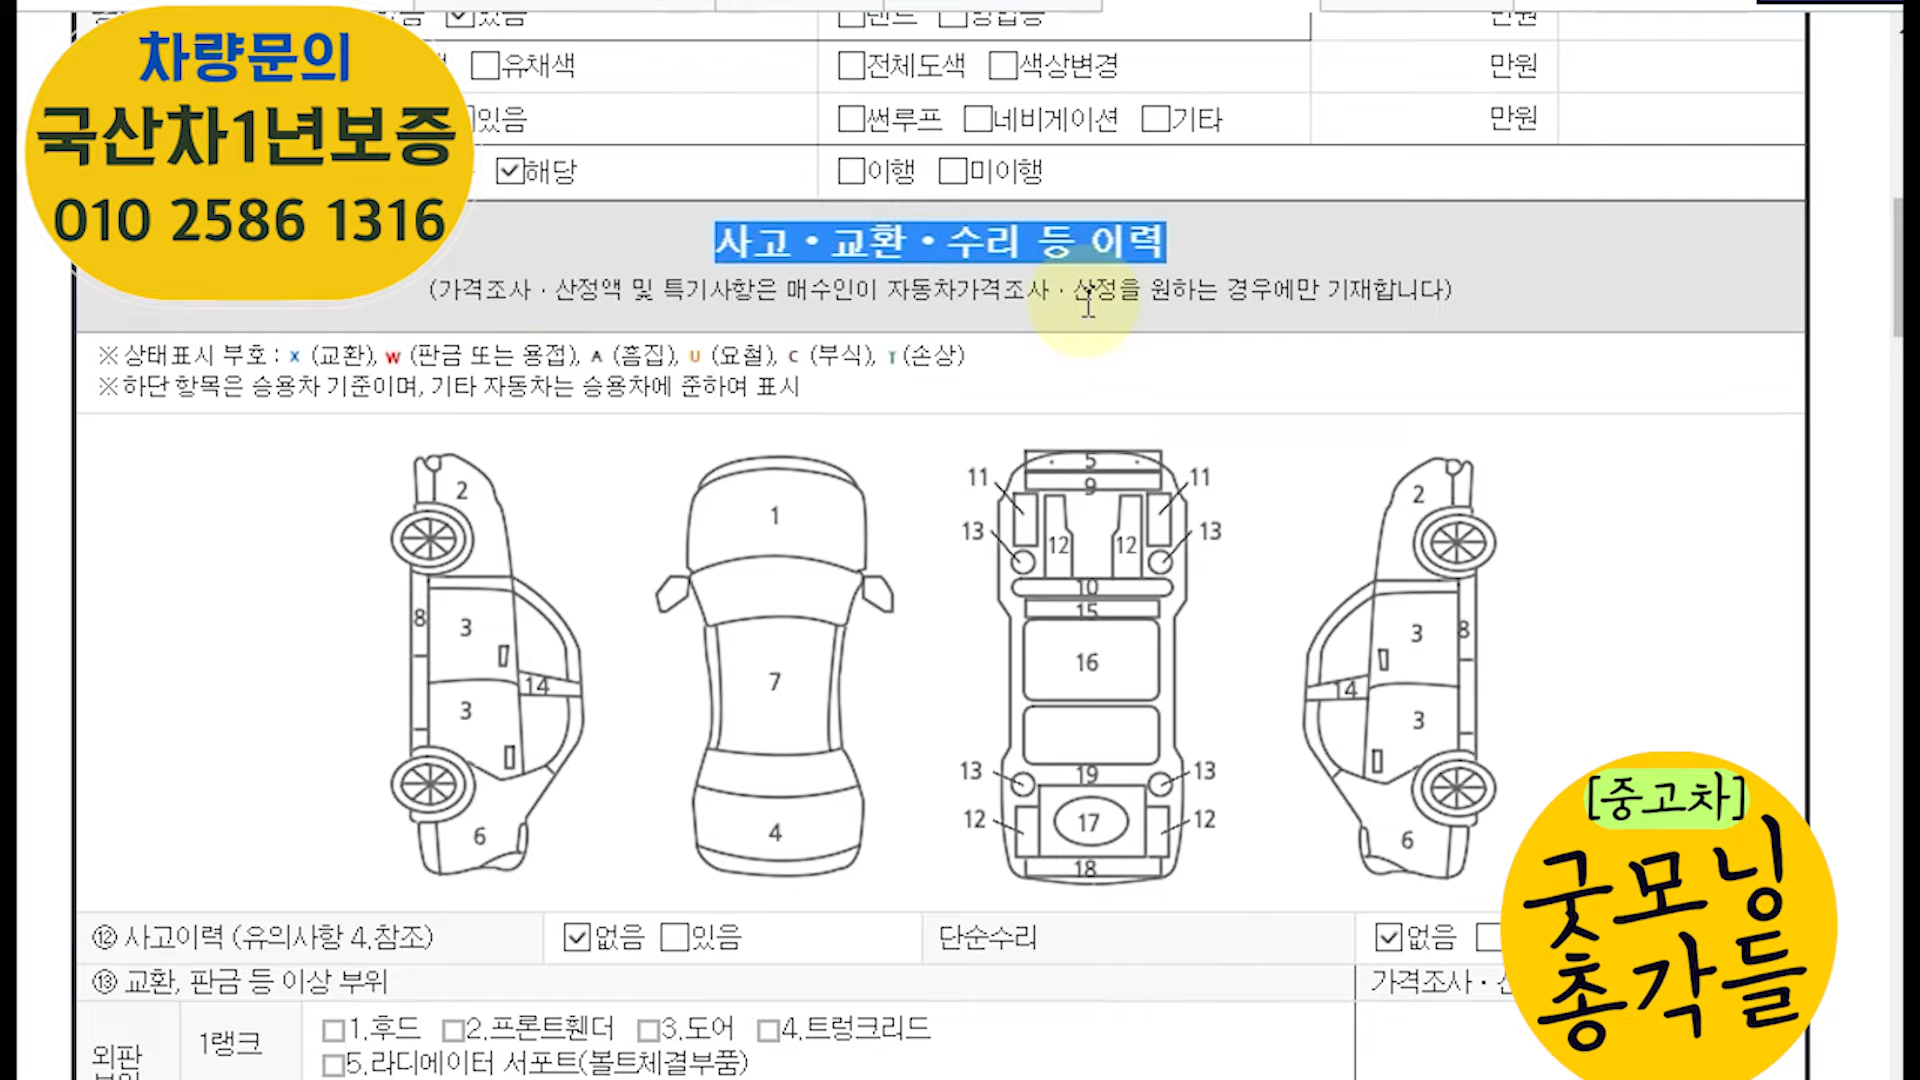 차량문의
국산차1년보증
010 2586 1316
있음
만원
유채색
전체도색 색상변경
만원
있음
썬루프 네비게이션 기타
만원
해당
이행 미이행
사고•교환•수리 등 이력
(가격조사·산정액 및 특기사항은 매수인이 자동차가격조사·산정을 원하는 경우에만 기재합니다)
※ 상태표시 부호 : X (교환), W (판금 또는 용접), A (흠집), U (요철), C (부식), T (손상)
※하단 항목은 승용차 기준이며, 기타 자동차는 승용차에 준하여 표시
2
8
3
14
3
6
1
7
4
5
9
11
11
13
13
12
12
10
15
16
13
19
13
12
17
12
18
2
3
8
14
3
6
⑫ 사고이력 (유의사항 4.참조)
없음 있음
단순수리
없음
⑬ 교환, 판금 등 이상 부위
가격조사·
외판
1랭크
1.후드 2.프론트휀더 3.도어 4.트렁크리드
5.라디에이터 서포트(볼트체결부품)
[중고차]
굿모닝
총각들